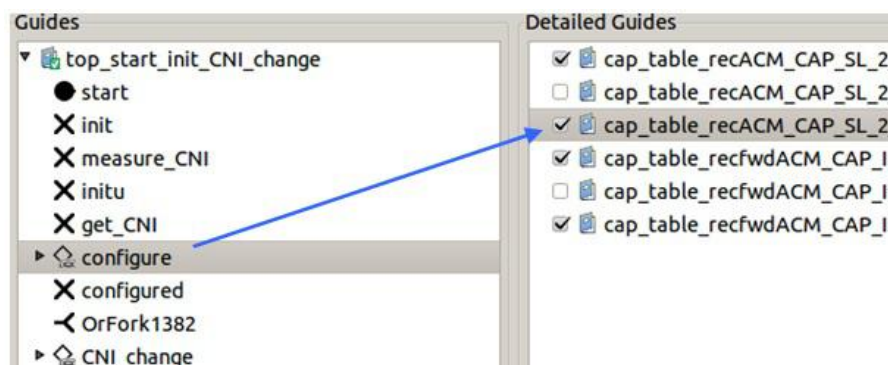 Guides
top_start_init_CNI_change
start
init
measure_CNI
initu
get_CNI
configure
configured
OrFork1382
CNI_change
Detailed Guides
cap_table_recACM_CAP_SL_2
cap_table_recACM_CAP_SL_2
cap_table_recACM_CAP_SL_2
cap_table_recfwdACM_CAP_I
cap_table_recfwdACM_CAP_I
cap_table_recfwdACM_CAP_I